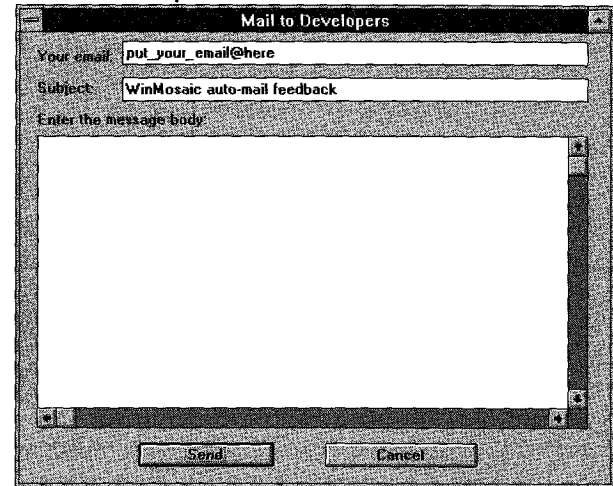 Mail to Developers
Your email: put_your_email@here
Subject: WinMosaic auto-mail feedback
Enter the message body:
Send Cancel